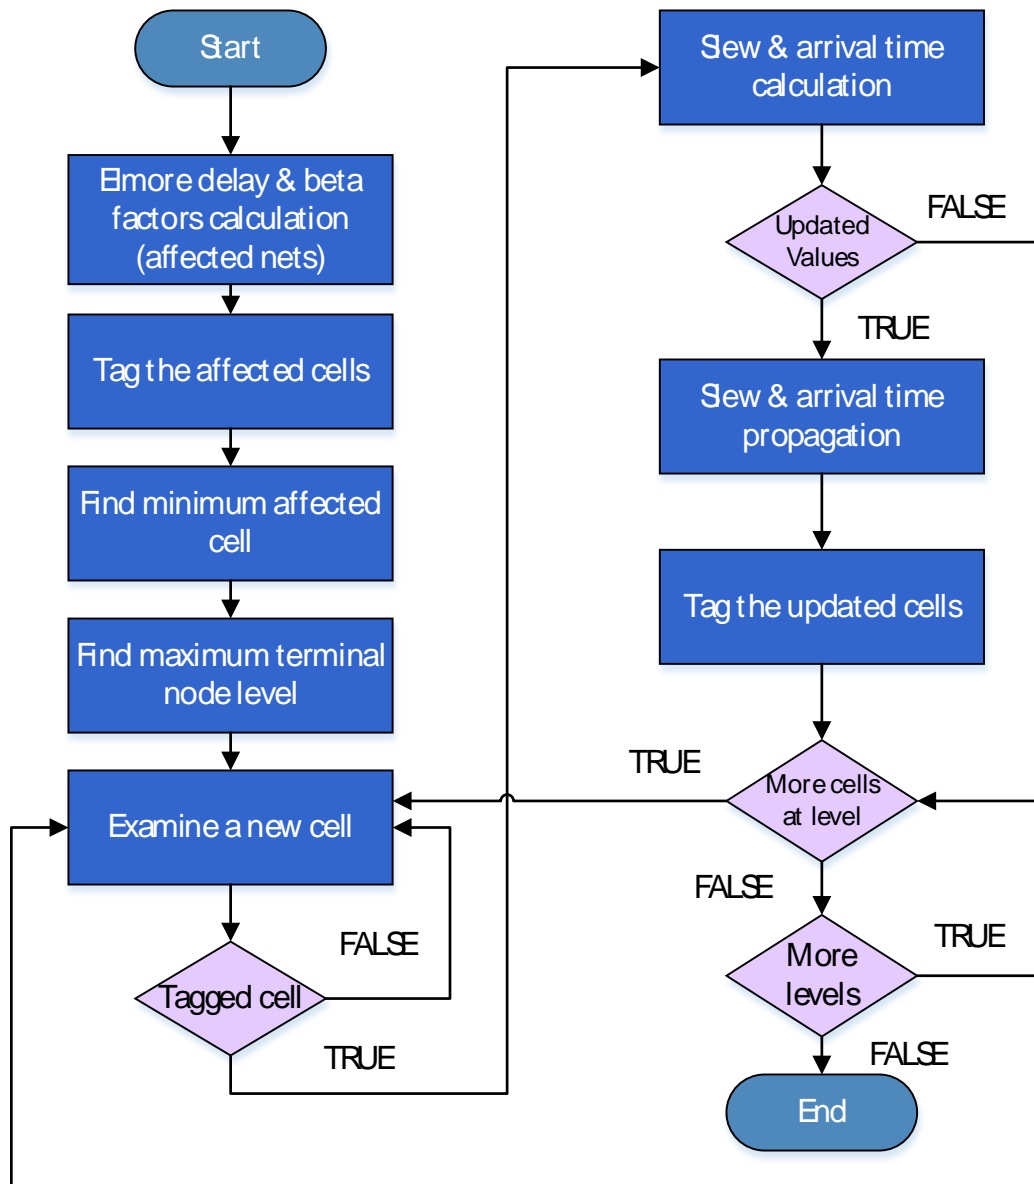 Start
Elmore delay & beta
factors calculation
(affected nets)
Tag the affected cells
Find minimum affected
cell
Find maximum terminal
node level
Examine a new cell
FALSE
Tagged cell
TRUE
Slew & arrival time
calculation
FALSE
Updated
Values
TRUE
Slew & arrival time
propagation
Tag the updated cells
TRUE
More cells
at level
FALSE
TRUE
More
levels
FALSE
End